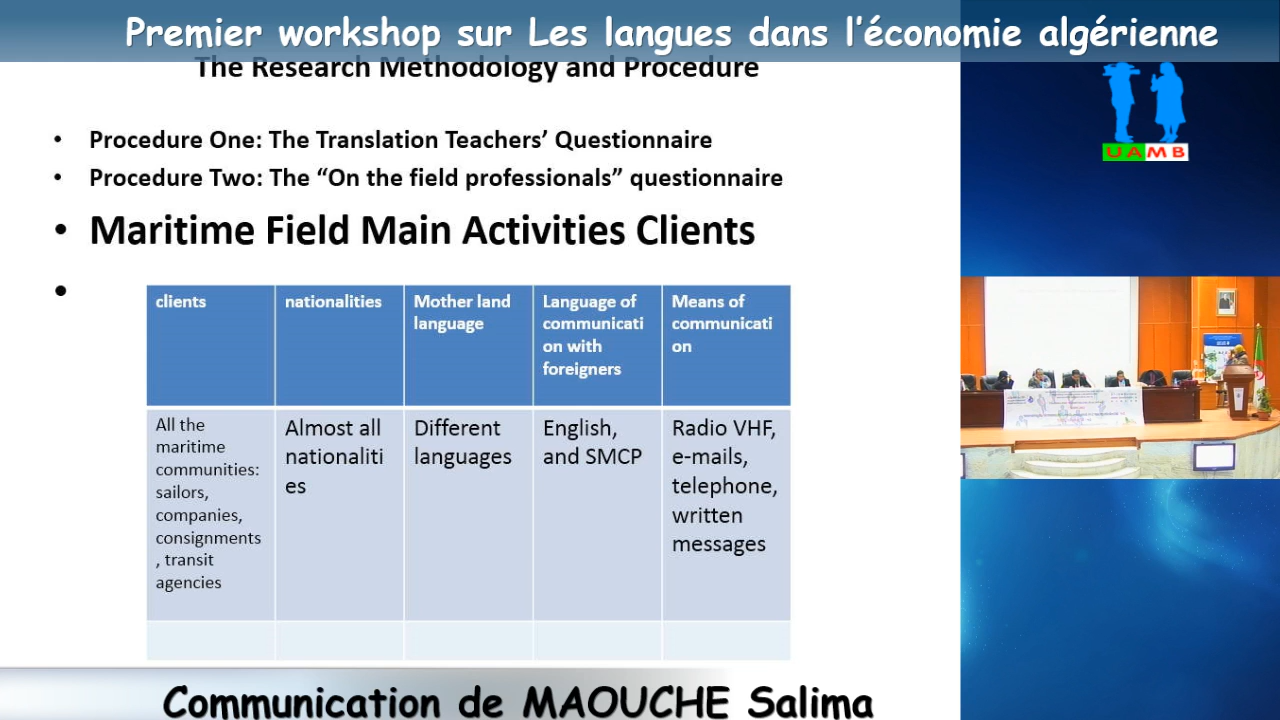 Premier workshop sur Les langues dans l'économie algérienne
The Research Methodology and Procedure
UAMB
• Procedure One: The Translation Teachers’ Questionnaire
• Procedure Two: The “On the field professionals” questionnaire
• Maritime Field Main Activities Clients
•
clients
nationalities
Mother land
language
Language of
communicati
on with
foreigners
Means of
communicati
on
All the
maritime
communities:
sailors,
companies,
consignments
, transit
agencies
Almost all
nationaliti
es
Different
languages
English,
and SMCP
Radio VHF,
e-mails,
telephone,
written
messages
Communication de MAOUCHE Salima